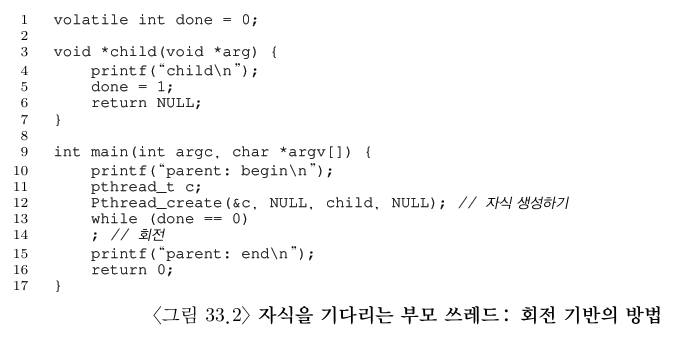 1 volatile int done = 0;
2
3 void *child(void *arg) {
4 printf(“child\n”);
5 done = 1;
6 return NULL;
7 }
8
9 int main(int argc, char *argv[]) {
10 printf(“parent: begin\n”);
11 pthread_t c;
12 Pthread_create(&c, NULL, child, NULL); // 자식 생성하기
13 while (done == 0)
14 ; // 회전
15 printf(“parent: end\n”);
16 return 0;
17 }
〈그림 33.2〉 자식을 기다리는 부모 쓰레드: 회전 기반의 방법